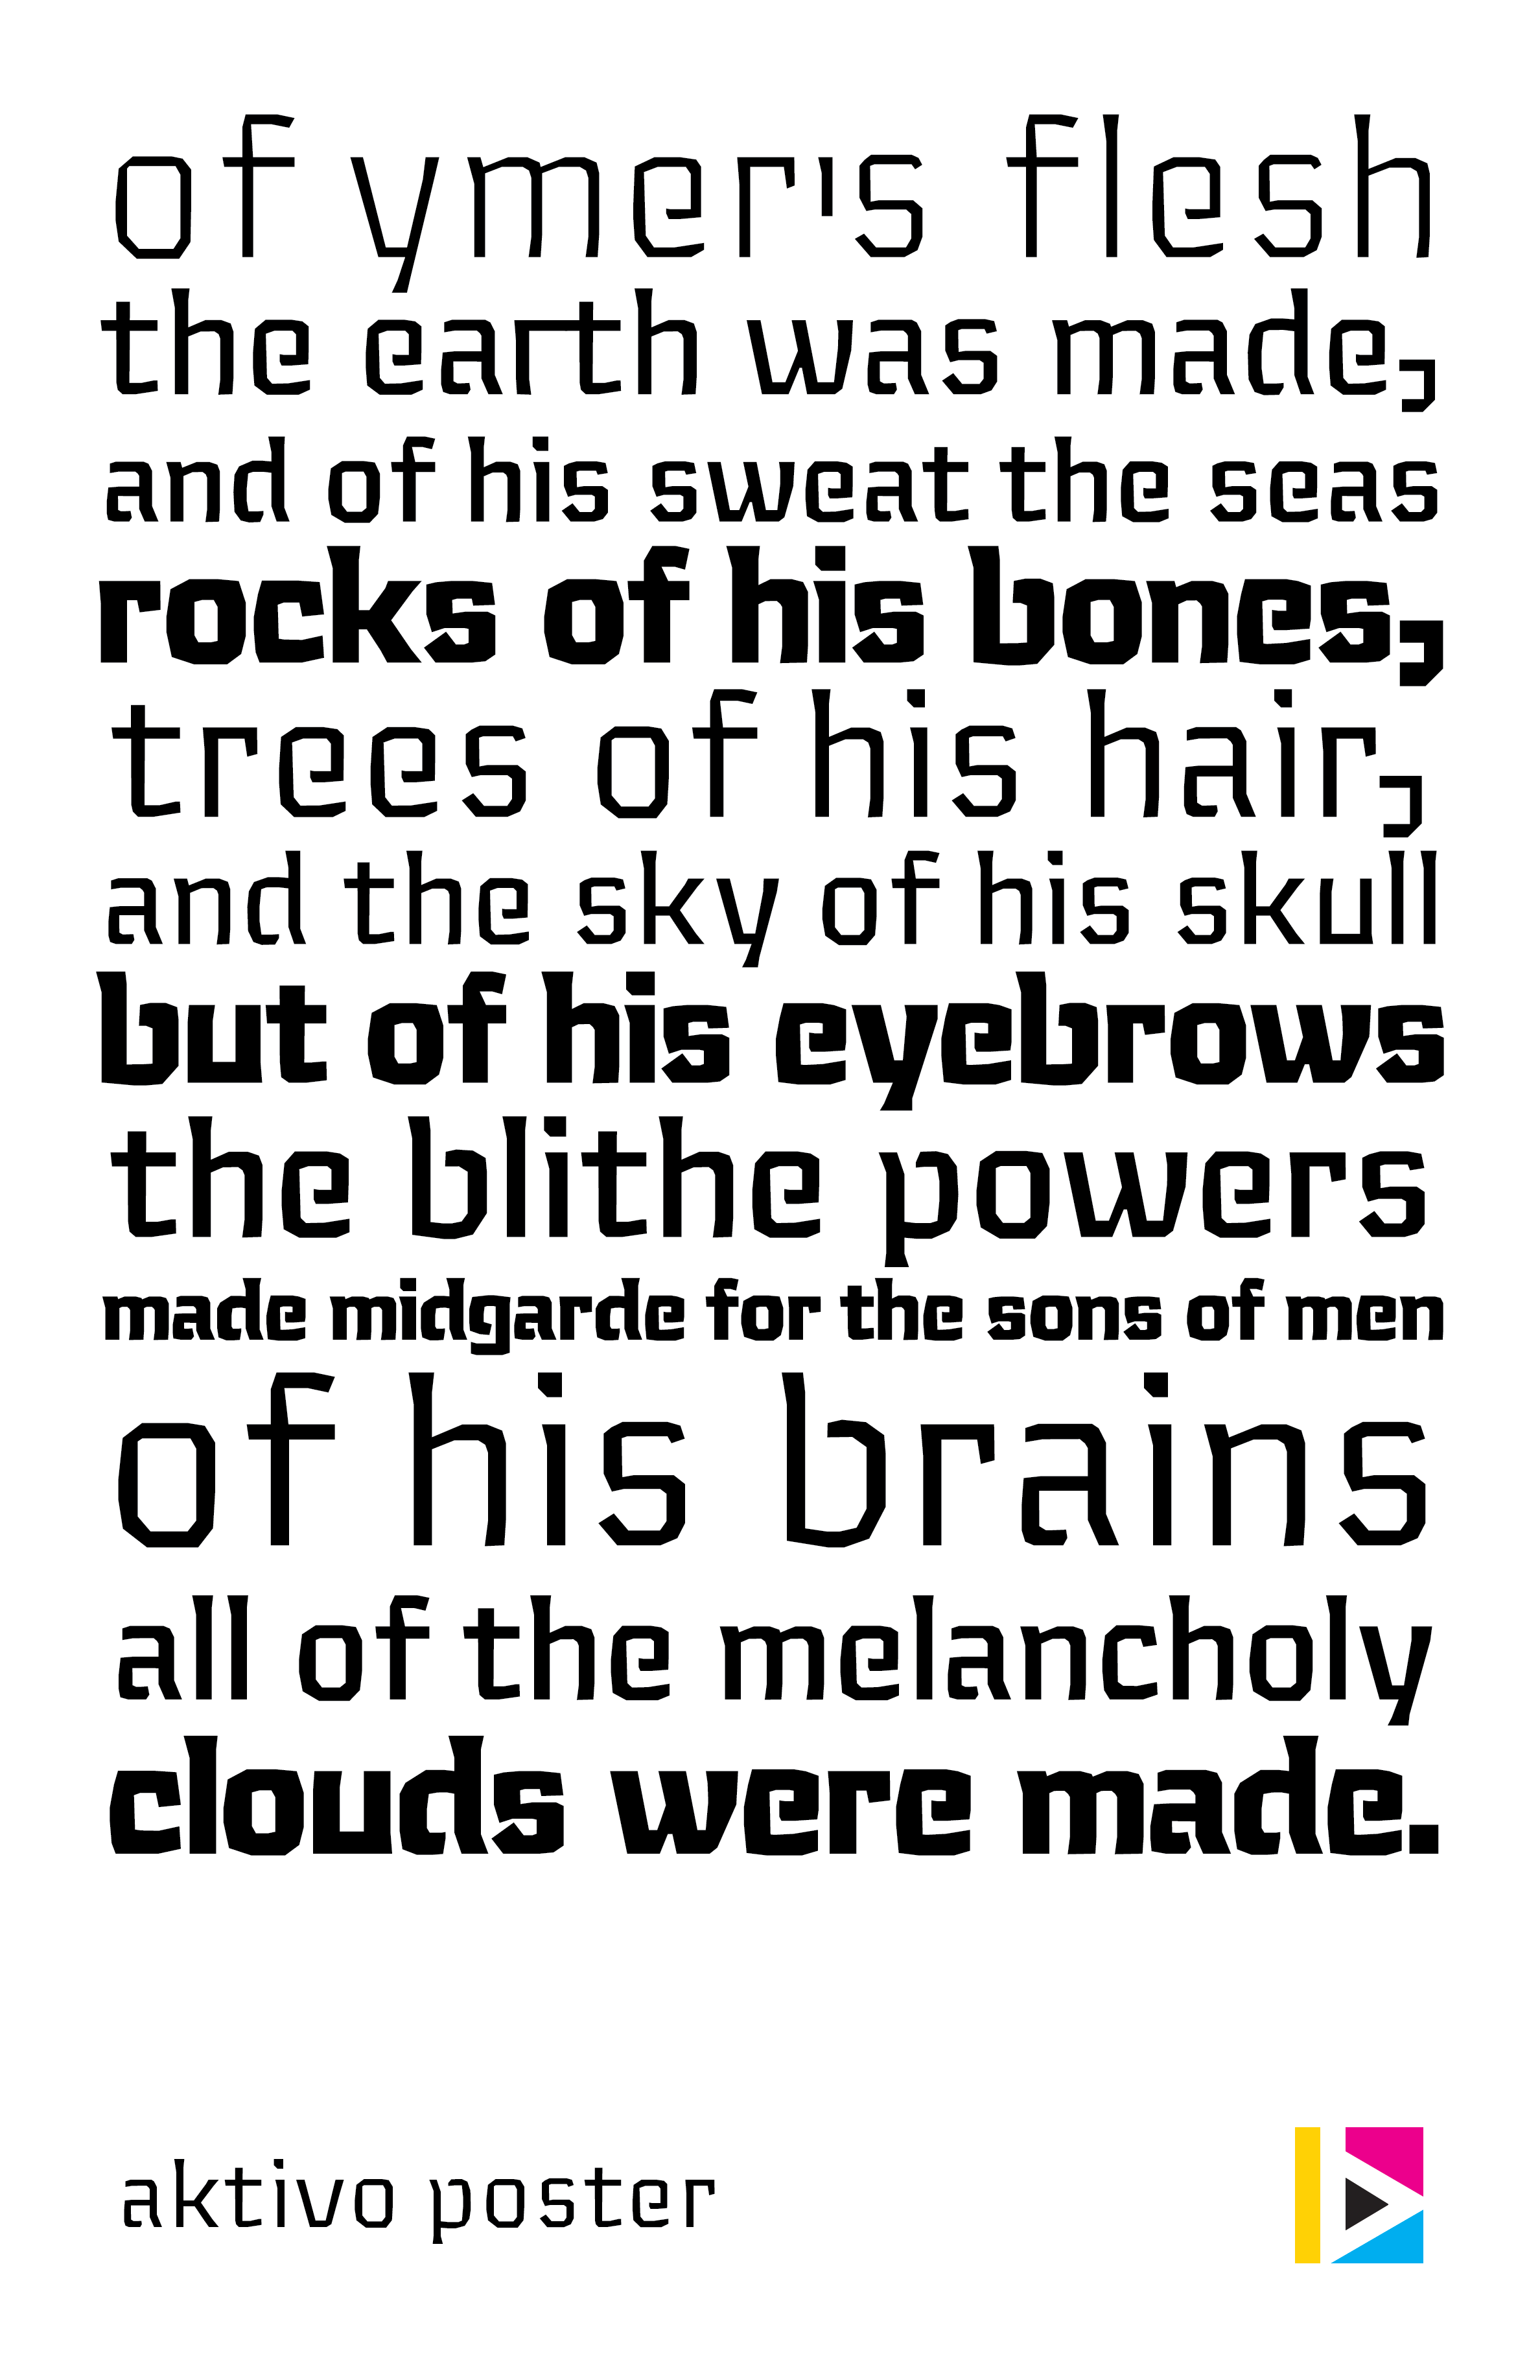 of ymer's flesh
the earth was made,
and of his sweat the seas
rocks of his bones,
trees of his hair,
and the sky of his skull
but of his eyebrows
the blithe powers
made midgarde for the sons of men
of his brains
all of the melancholy
clouds were made.
aktivo poster